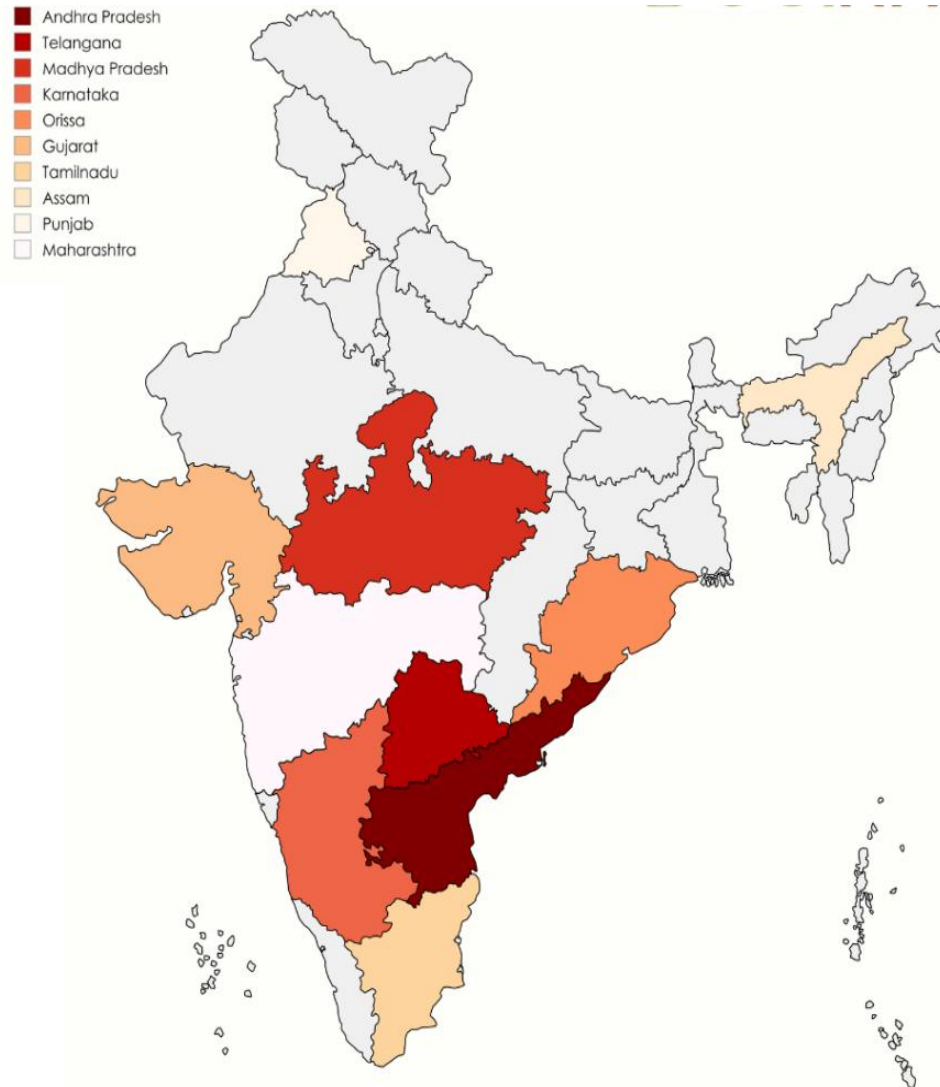 Andhra Pradesh
Telangana
Madhya Pradesh
Karnataka
Orissa
Gujarat
Tamilnadu
Assam
Punjab
Maharashtra